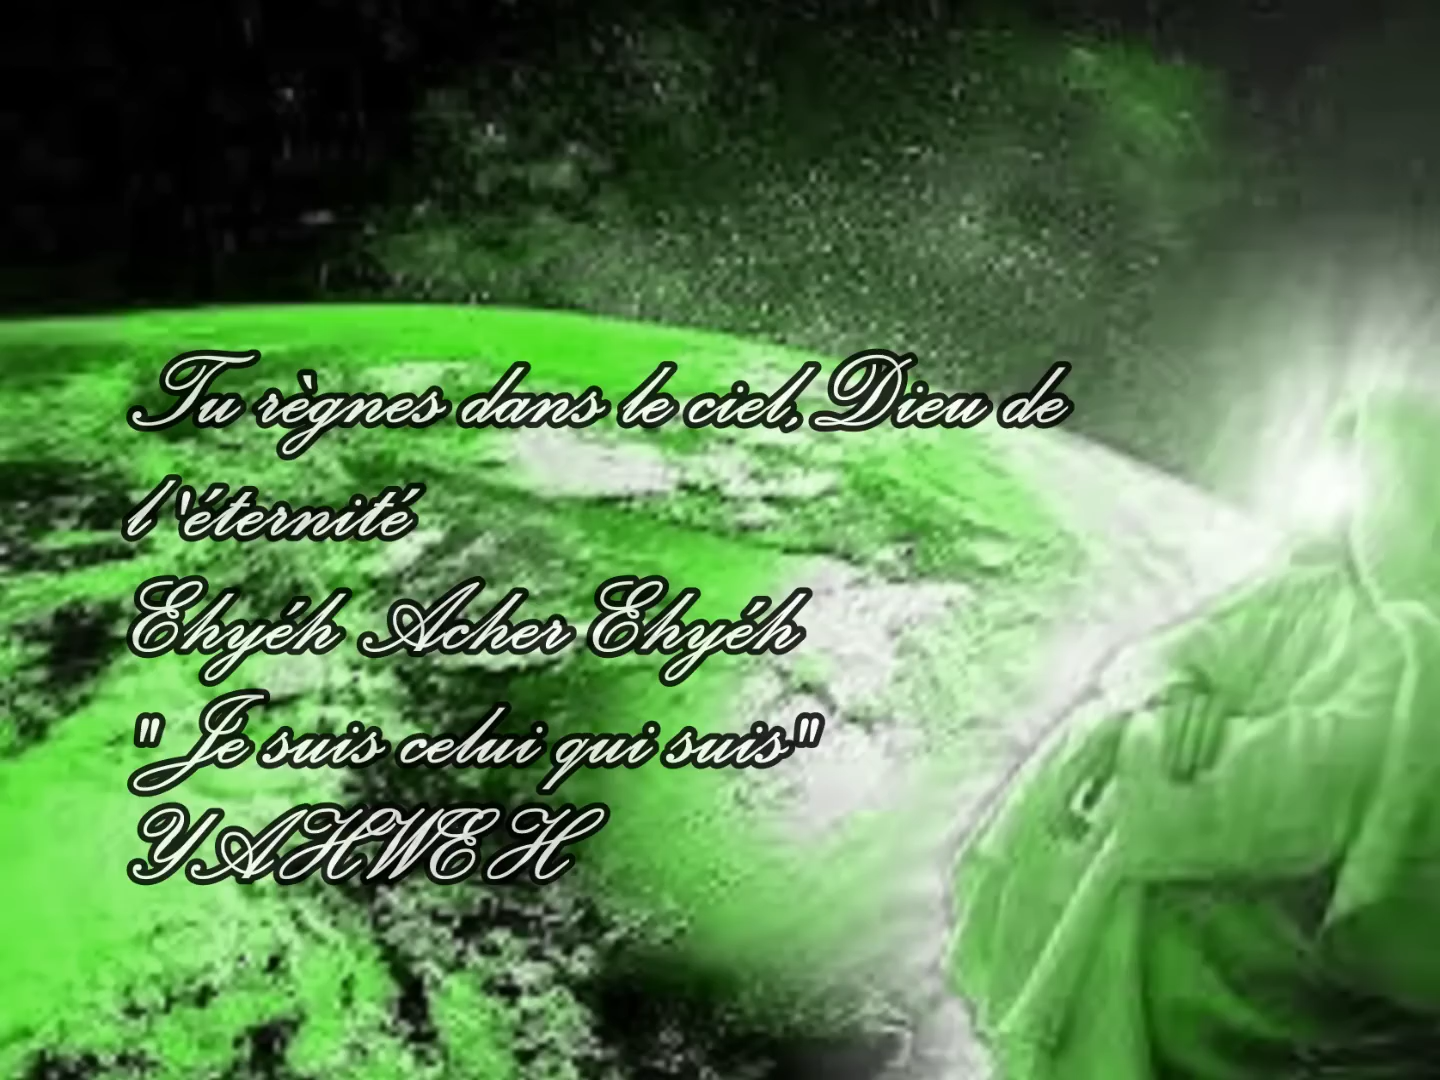 Tu règnes dans le ciel, Dieu de
l'éternité
Ehyéh Acher Ehyéh
"Je suis celui qui suis"
YAHWEH